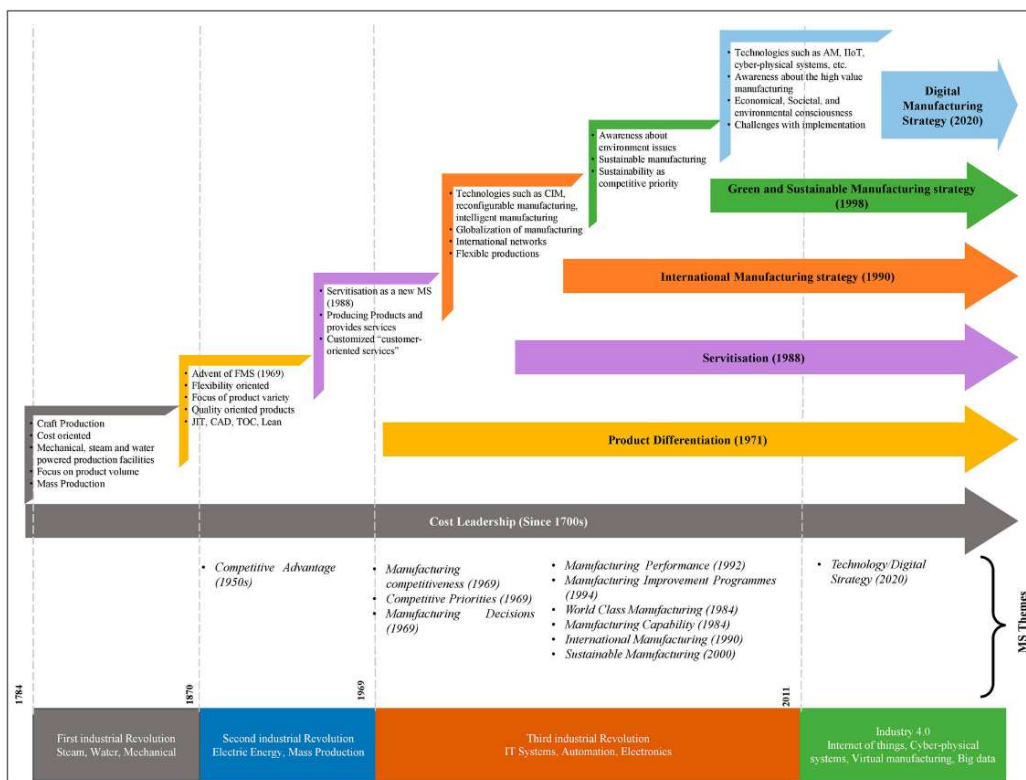 • Technologies such as AM, IIoT,
cyber-physical systems, etc.
• Awareness about the high value
manufacturing
• Economical, Societal, and
environmental consciousness
• Challenges with implementation
Digital
Manufacturing
Strategy (2020)
• Awareness about
environment issues
• Sustainable manufacturing
• Sustainability as
competitive priority
Green and Sustainable Manufacturing strategy
(1998)
• Technologies such as CIM,
reconfigurable manufacturing,
intelligent manufacturing
• Globalization of manufacturing
• International networks
• Flexible productions
International Manufacturing strategy (1990)
• Servitisation as a new MS
(1988)
• Producing Products and
provides services
• Customized “customer-
oriented services”
Servitisation (1988)
• Advent of FMS (1969)
• Flexibility oriented
• Focus of product variety
• Quality oriented products
• JIT, CAD, TOC, Lean
Product Differentiation (1971)
• Craft Production
• Cost oriented
• Mechanical, steam and water
powered production facilities
• Focus on product volume
• Mass Production
Cost Leadership (Since 1700s)
• Competitive Advantage
(1950s)
• Manufacturing
competitiveness (1969)
• Competitive Priorities (1969)
• Manufacturing Decisions
(1969)
• Manufacturing Performance (1992)
• Manufacturing Improvement Programmes
(1994)
• World Class Manufacturing (1984)
• Manufacturing Capability (1984)
• International Manufacturing (1990)
• Sustainable Manufacturing (2000)
• Technology/Digital
Strategy (2020)
MS Themes
1784
1870
1969
2011
First industrial Revolution
Steam, Water, Mechanical
Second industrial Revolution
Electric Energy, Mass Production
Third industrial Revolution
IT Systems, Automation, Electronics
Industry 4.0
Internet of things, Cyber-physical
systems, Virtual manufacturing, Big data